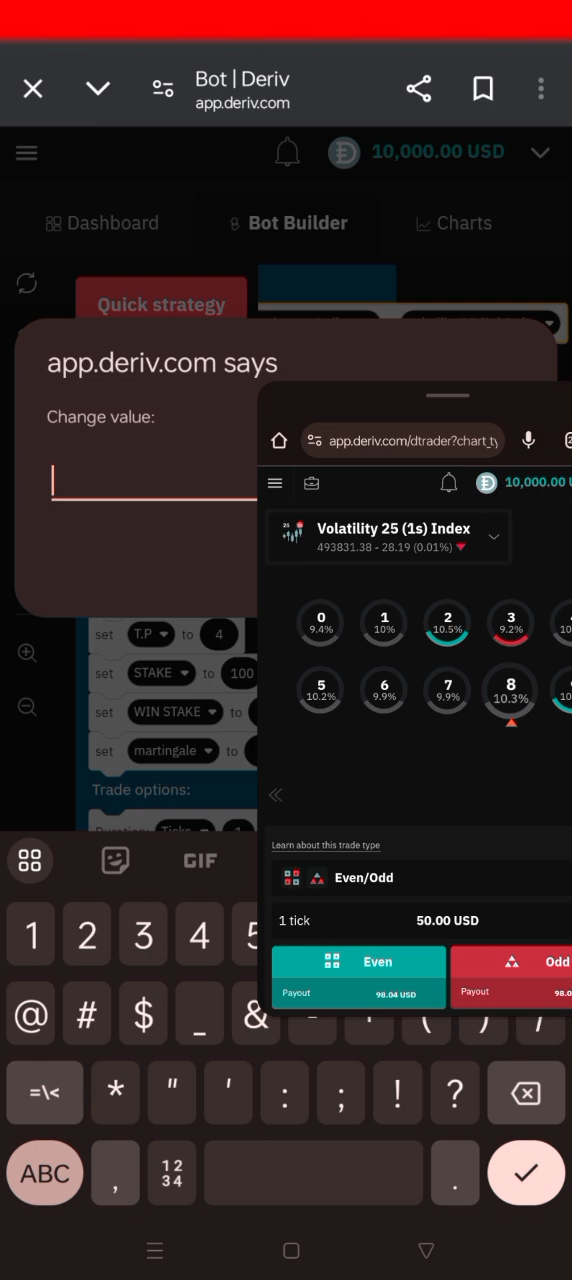 Bot | Deriv
app.deriv.com
10,000.00 USD
Dashboard
Bot Builder
Charts
Quick strategy
app.deriv.com says
Change value:
app.deriv.com/dtrader?chart_ty
10,000.00 U
Volatility 25 (1s) Index
493831.38 - 28.19 (0.01%)
0
9.4%
1
10%
2
10.5%
3
9.2%
5
10.2%
6
9.9%
7
9.9%
8
10.3%
10
set T.P to 4
set STAKE to 100
set WIN STAKE to
set martingale to
Trade options:
Learn about this trade type
Even/Odd
1 tick
50.00 USD
Even
Odd
Payout
98.04 USD
Payout
98.0
GIF
1 2 3 4 5
@ # $ _ & - + ( ) /
=\< * " ' : ; ! ?
ABC , 12 34 .